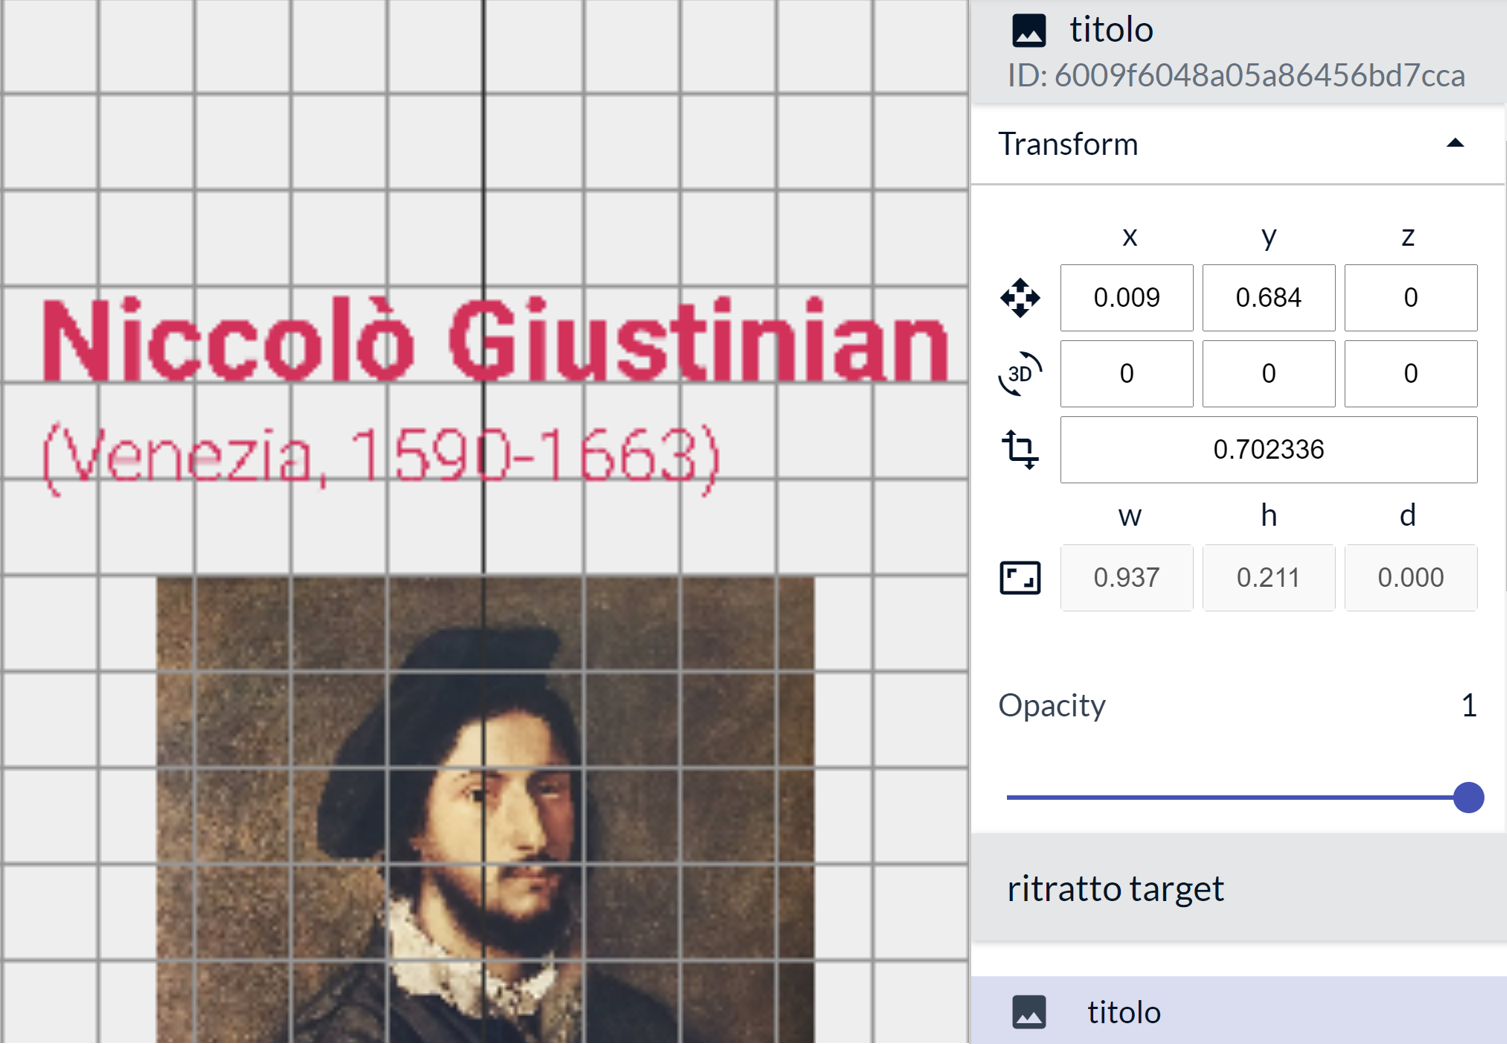 Niccolò Giustinian
(Venezia, 1590-1663)
titolo
ID: 6009f6048a05a86456bd7cca
Transform
x y z
0.009 0.684 0
3D 0 0 0
0.702336
w h d
0.937 0.211 0.000
Opacity 1
ritratto target
titolo